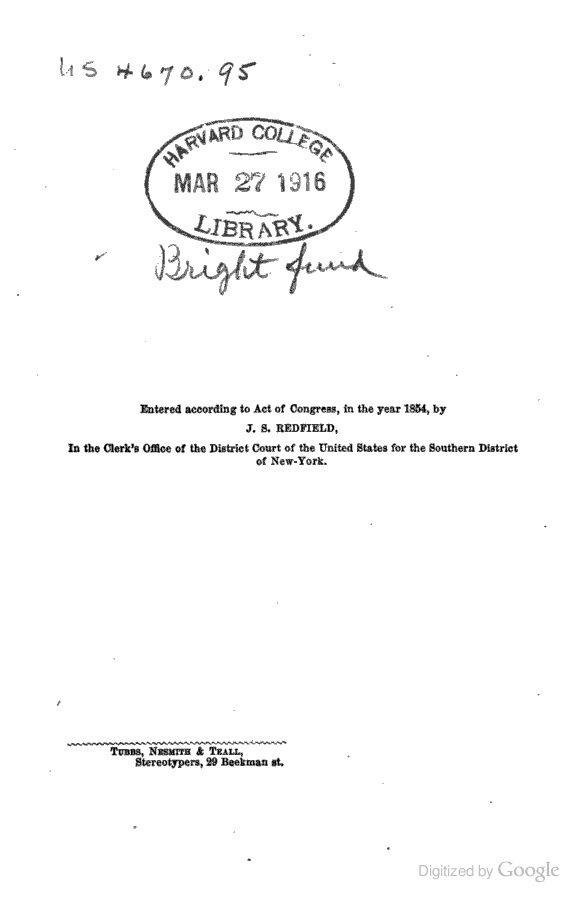 US 4670.95
HARVARD COLLEGE
MAR 27 1916
LIBRARY.
Bright fund
Entered according to Act of Congress, in the year 1854, by
J. S. REDFIELD,
In the Clerk's Office of the District Court of the United States for the Southern District
of New-York.
TUBBS, NESMITH & TEALL,
Stereotypers, 29 Beekman st.
Digitized by Google